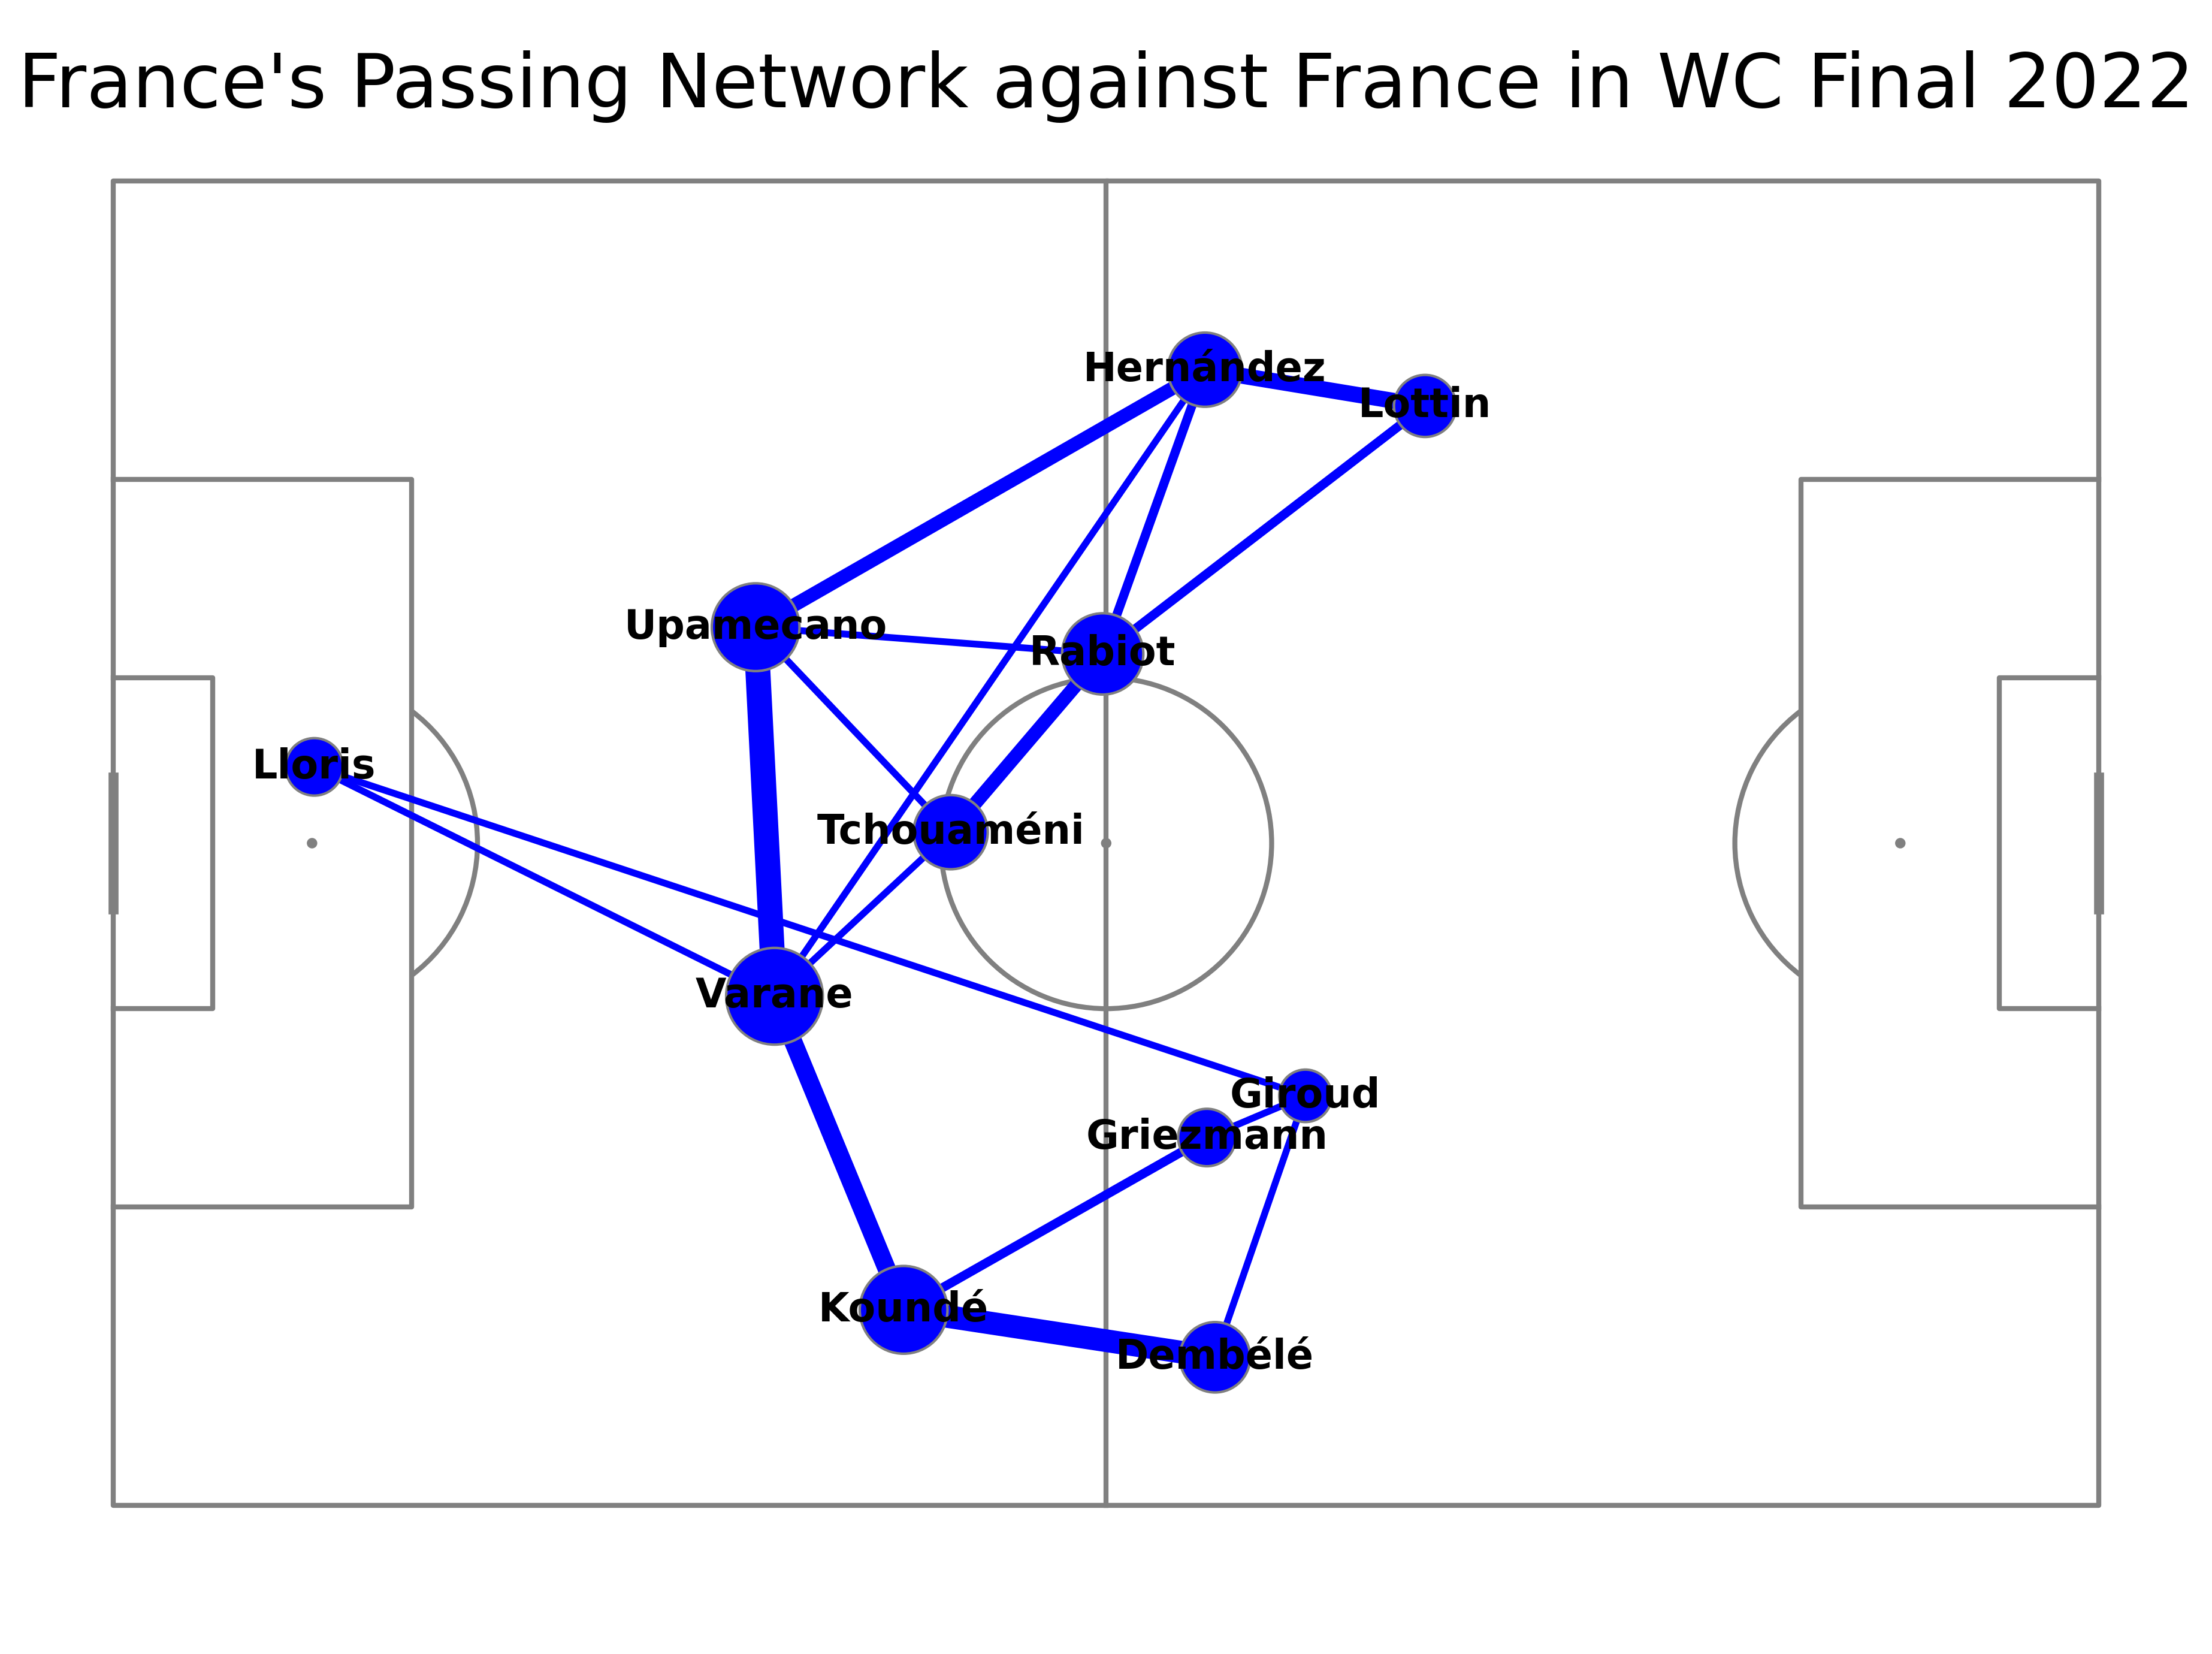 France's Passing Network against France in WC Final 2022
Hernández
Lottin
Upamecano
Rabiot
Lloris
Tchouaméni
Varane
Giroud
Griezmann
Koundé
Dembélé